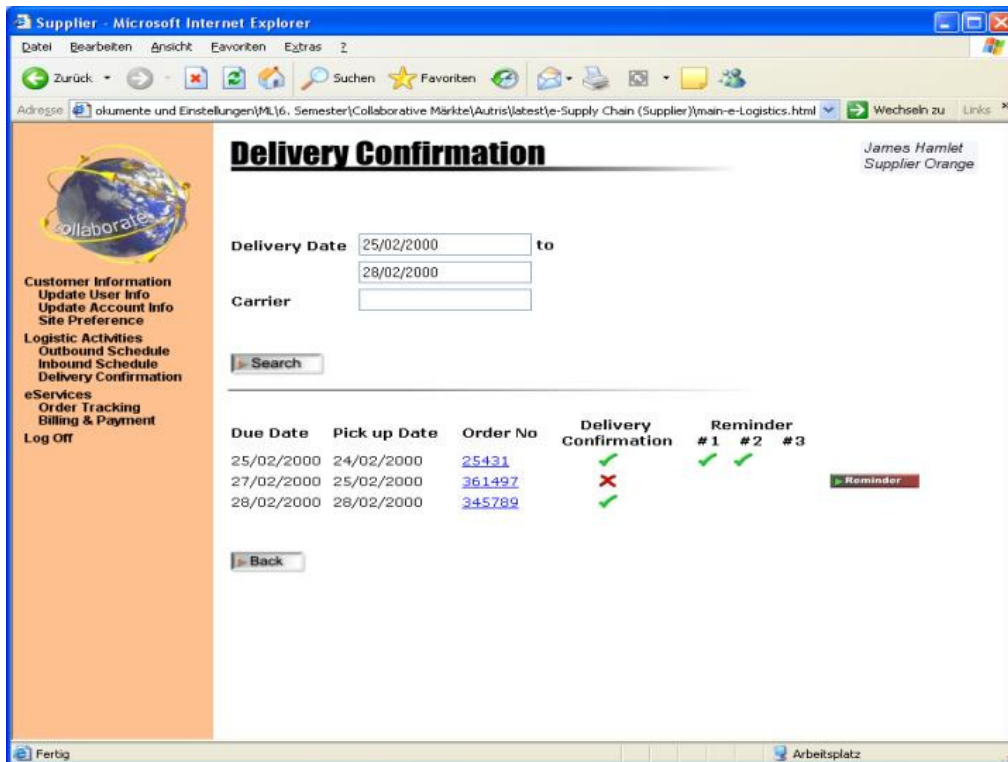 Supplier - Microsoft Internet Explorer
Datei Bearbeiten Ansicht Favoriten Extras ?
Zurück Suchen Favoriten
Adresse okumente und Einstellungen\ML\6. Semester\Collaborative Märkte\Autris\latest\e-Supply Chain (Supplier)\main-e-Logistics.html Wechseln zu Links »
collaborate
Customer Information
Update User Info
Update Account Info
Site Preference
Logistic Activities
Outbound Schedule
Inbound Schedule
Delivery Confirmation
eServices
Order Tracking
Billing & Payment
Log Off
Delivery Confirmation
James Hamlet
Supplier Orange
Delivery Date 25/02/2000 to
28/02/2000
Carrier
Search
Delivery Reminder
Due Date Pick up Date Order No Confirmation #1 #2 #3
25/02/2000 24/02/2000 25431
27/02/2000 25/02/2000 361497 Reminder
28/02/2000 28/02/2000 345789
Back
Fertig Arbeitsplatz